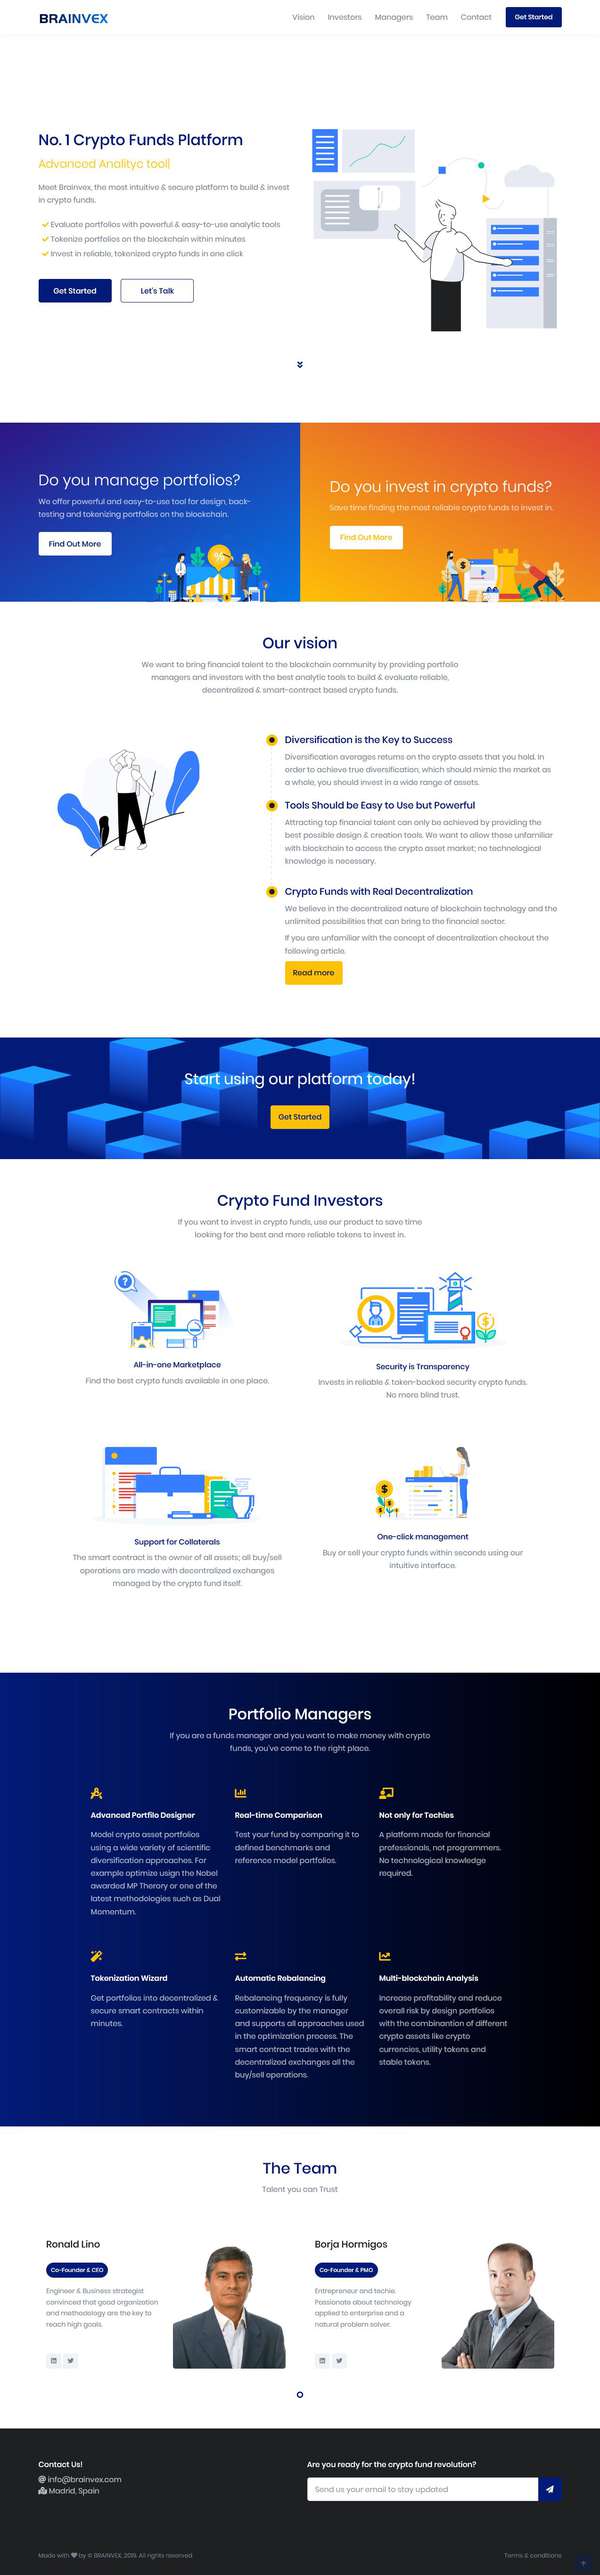 BRAINVEX
Vision Investors Managers Team Contact Get Started
No. 1 Crypto Funds Platform
Advanced Analityc tool|
Meet Brainvex, the most intuitive & secure platform to build & invest
in crypto funds.
Evaluate portfolios with powerful & easy-to-use analytic tools
Tokenize portfolios on the blockchain within minutes
Invest in reliable, tokenized crypto funds in one click
Get Started Let's Talk
Do you manage portfolios?
We offer powerful and easy-to-use tool for design, back-
testing and tokenizing portfolios on the blockchain.
Find Out More
Do you invest in crypto funds?
Save time finding the most reliable crypto funds to invest in.
Find Out More
Our vision
We want to bring financial talent to the blockchain community by providing portfolio
managers and investors with the best analytic tools to build & evaluate reliable,
decentralized & smart-contract based crypto funds.
Diversification is the Key to Success
Diversification averages returns on the crypto assets that you hold. In
order to achieve true diversification, which should mimic the market as
a whole, you should invest in a wide range of assets.
Tools Should be Easy to Use but Powerful
Attracting top financial talent can only be achieved by providing the
best possible design & creation tools. We want to allow those unfamiliar
with blockchain to access the crypto asset market; no technological
knowledge is necessary.
Crypto Funds with Real Decentralization
We believe in the decentralized nature of blockchain technology and the
unlimited possibilities that can bring to the financial sector.
If you are unfamiliar with the concept of decentralization checkout the
following article.
Read more
Start using our platform today!
Get Started
Crypto Fund Investors
If you want to invest in crypto funds, use our product to save time
looking for the best and more reliable tokens to invest in.
All-in-one Marketplace
Find the best crypto funds available in one place.
Security is Transparency
Invests in reliable & token-backed security crypto funds.
No more blind trust.
Support for Collaterals
The smart contract is the owner of all assets; all buy/sell
operations are made with decentralized exchanges
managed by the crypto fund itself.
One-click management
Buy or sell your crypto funds within seconds using our
intuitive interface.
Portfolio Managers
If you are a funds manager and you want to make money with crypto
funds, you've come to the right place.
Advanced Portfilo Designer
Model crypto asset portfolios
using a wide variety of scientific
diversification approaches. For
example optimize usign the Nobel
awarded MP Therory or one of the
latest methodologies such as Dual
Momentum.
Real-time Comparison
Test your fund by comparing it to
defined benchmarks and
reference model portfolios.
Not only for Techies
A platform made for financial
professionals, not programmers.
No technological knowledge
required.
Tokenization Wizard
Get portfolios into decentralized &
secure smart contracts within
minutes.
Automatic Rebalancing
Rebalancing frequency is fully
customizable by the manager
and supports all approaches used
in the optimization process. The
smart contract trades with the
decentralized exchanges all the
buy/sell operations.
Multi-blockchain Analysis
Increase profitability and reduce
overall risk by design portfolios
with the combinantion of different
crypto assets like crypto
currencies, utility tokens and
stable tokens.
The Team
Talent you can Trust
Ronald Lino
Co-Founder & CEO
Engineer & Business strategist
convinced that good organization
and methodology are the key to
reach high goals.
Borja Hormigos
Co-Founder & PMO
Entrepreneur and techie.
Passionate about technology
applied to enterprise and a
natural problem solver.
Contact Us!
@ info@brainvex.com
Madrid, Spain
Are you ready for the crypto fund revolution?
Send us your email to stay updated
Made with by © BRAINVEX, 2019. All rights reserved
Terms & conditions